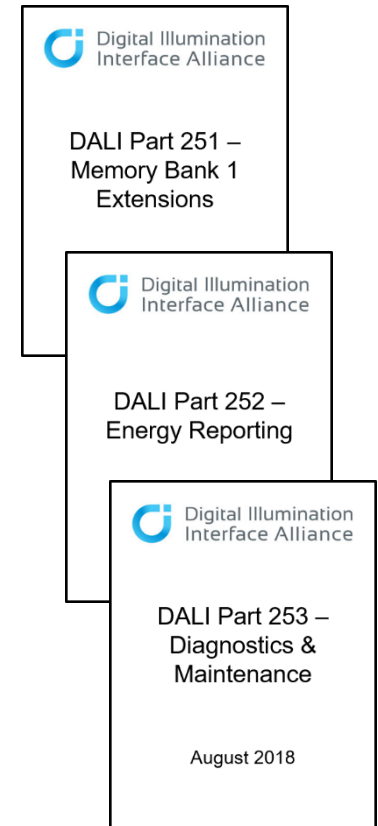 Digital Illumination
Interface Alliance
DALI Part 251 –
Memory Bank 1
Extensions
Digital Illumination
Interface Alliance
DALI Part 252 –
Energy Reporting
Digital Illumination
Interface Alliance
DALI Part 253 –
Diagnostics &
Maintenance
August 2018